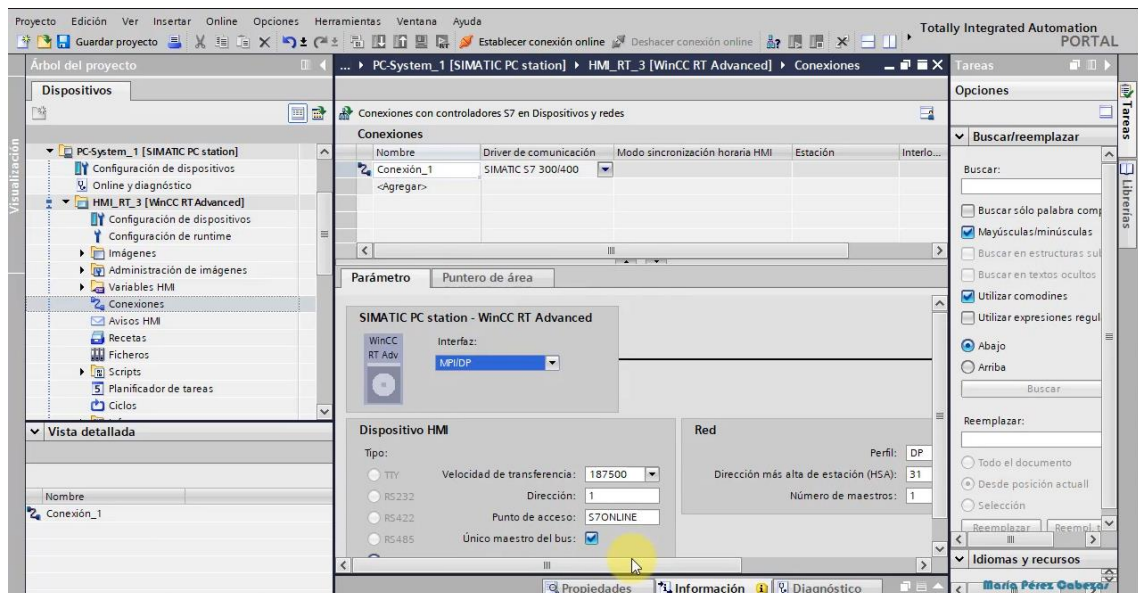 Proyecto Edición Ver Insertar Online Opciones Herramientas Ventana Ayuda
Totally Integrated Automation
PORTAL
Guardar proyecto Establecer conexión online Deshacer conexión online
Árbol del proyecto
... PC-System_1 [SIMATIC PC station] HMI_RT_3 [WinCC RT Advanced] Conexiones
Tareas
Dispositivos
Opciones
Conexiones con controladores S7 en Dispositivos y redes
Conexiones
Buscar/reemplazar
PC-System_1 [SIMATIC PC station]
Nombre Driver de comunicación Modo sincronización horaria HMI Estación Interlo...
Configuración de dispositivos
Conexión_1 SIMATIC S7 300/400
Buscar:
Online y diagnóstico
<Agregar>
HMI_RT_3 [WinCC RT Advanced]
Configuración de dispositivos
Buscar sólo palabra comp
Configuración de runtime
Mayúsculas/minúsculas
Imágenes
Buscar en estructuras sul
Administración de imágenes
Parámetro Puntero de área
Buscar en textos ocultos
Variables HMI
Conexiones
Utilizar comodines
Avisos HMI
SIMATIC PC station - WinCC RT Advanced
Utilizar expresiones regul
Recetas
WinCC
RT Adv
Interfaz:
MPI/DP
Ficheros
Abajo
Scripts
Arriba
Planificador de tareas
Buscar
Ciclos
Vista detallada
Dispositivo HMI
Red
Reemplazar:
Tipo:
Perfil: DP
TTY Velocidad de transferencia: 187500
Dirección más alta de estación (HSA): 31
Todo el documento
Nombre
RS232 Dirección: 1
Número de maestros: 1
Desde posición actuall
Conexión_1
RS422 Punto de acceso: S7ONLINE
Selección
RS485 Único maestro del bus:
Reemplazar Reempl. t
Idiomas y recursos
Propiedades Información Diagnóstico
María Pérez Cabezas
Visualización
Tareas
Librerías